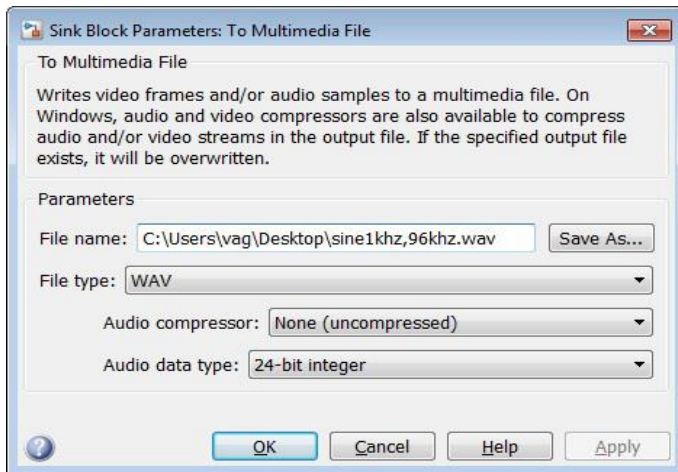 Sink Block Parameters: To Multimedia File
To Multimedia File
Writes video frames and/or audio samples to a multimedia file. On
Windows, audio and video compressors are also available to compress
audio and/or video streams in the output file. If the specified output file
exists, it will be overwritten.
Parameters
File name: C:\Users\vag\Desktop\sine1khz,96khz.wav Save As...
File type: WAV
Audio compressor: None (uncompressed)
Audio data type: 24-bit integer
? OK Cancel Help Apply